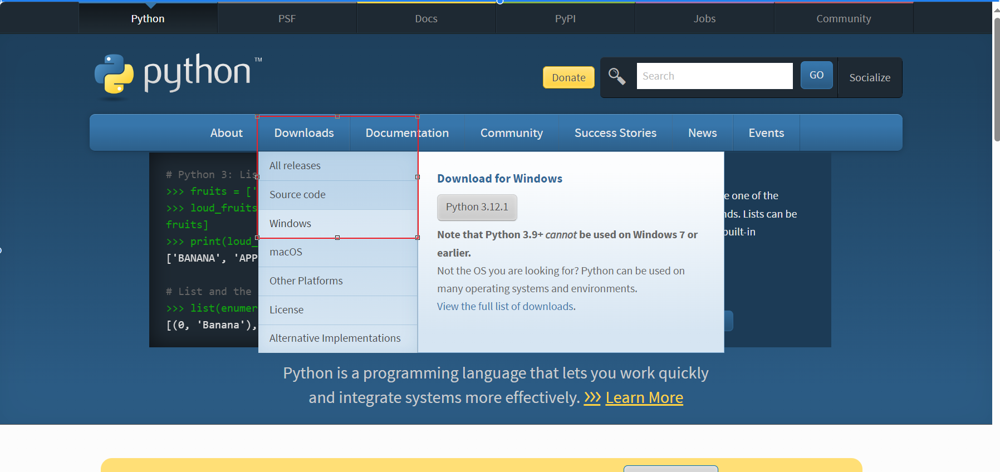 Python
PSF
Docs
PyPI
Jobs
Community
python™
Donate
Search
GO
Socialize
About
Downloads
Documentation
Community
Success Stories
News
Events
# Python 3: Lis
>>> fruits = ['
>>> loud_fruits
fruits]
>>> print(loud_
['BANANA', 'APP
# List and the
>>> list(enumer
[(0, 'Banana'),
All releases
Source code
Windows
macOS
Other Platforms
License
Alternative Implementations
Download for Windows
Python 3.12.1
Note that Python 3.9+ cannot be used on Windows 7 or
earlier.
Not the OS you are looking for? Python can be used on
many operating systems and environments.
View the full list of downloads.
e one of the
nds. Lists can be
built-in
Python is a programming language that lets you work quickly
and integrate systems more effectively. >>> Learn More